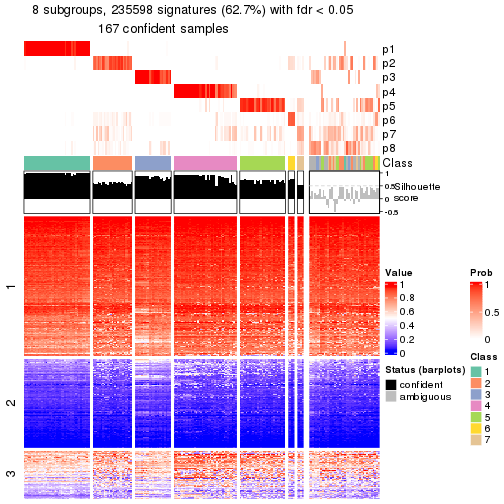 8 subgroups, 235598 signatures (62.7%) with fdr < 0.05
167 confident samples
p1
p2
p3
p4
p5
p6
p7
p8
Class
1
0.5
0
-0.5
Silhouette
score
1
2
3
Value
1
0.8
0.6
0.4
0.2
0
Status (barplots)
confident
ambiguous
Prob
1
0.5
0
Class
1
2
3
4
5
6
7